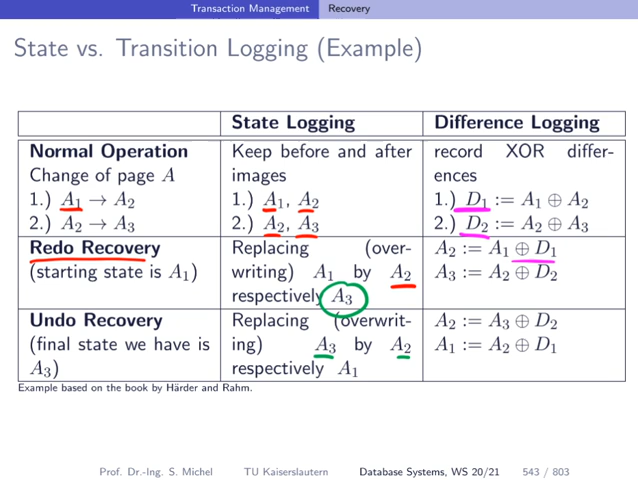 Transaction Management Recovery
State vs. Transition Logging (Example)
State Logging Difference Logging
Normal Operation Keep before and after record XOR differ-
Change of page A images ences
1.) A₁ → A₂ 1.) A₁, A₂ 1.) D₁ := A₁ ⊕ A₂
2.) A₂ → A₃ 2.) A₂, A₃ 2.) D₂ := A₂ ⊕ A₃
Redo Recovery Replacing (over- A₂ := A₁ ⊕ D₁
(starting state is A₁) writing) A₁ by A₂ A₃ := A₂ ⊕ D₂
respectively A₃
Undo Recovery Replacing (overwrit- A₂ := A₃ ⊕ D₂
(final state we have is ing) A₃ by A₂ A₁ := A₂ ⊕ D₁
A₃) respectively A₁
Example based on the book by Härder and Rahm.
Prof. Dr.-Ing. S. Michel TU Kaiserslautern Database Systems, WS 20/21 543 / 803